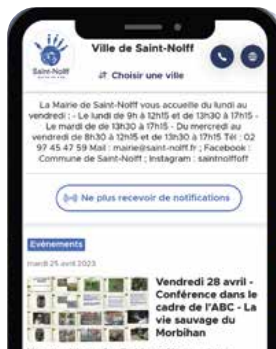 Ville de Saint-Nolff
Saint-Nolff
Choisir une ville
La Mairie de Saint-Nolff vous accueille du lundi au
vendredi : - Le lundi de 9h à 12h15 et de 13h30 à 17h15 -
Le mardi de de 13h30 à 17h15 - Du mercredi au
vendredi de 8h30 à 12h15 et de 13h30 à 17h15 Tél : 02
97 45 47 59 Mail : mairie@saint-nolff.fr ; Facebook :
Commune de Saint-Nolff ; Instagram : saintnolffoff
Ne plus recevoir de notifications
Evènements
mardi 25 avril 2023
Vendredi 28 avril -
Conférence dans le
cadre de l'ABC - La
vie sauvage du
Morbihan